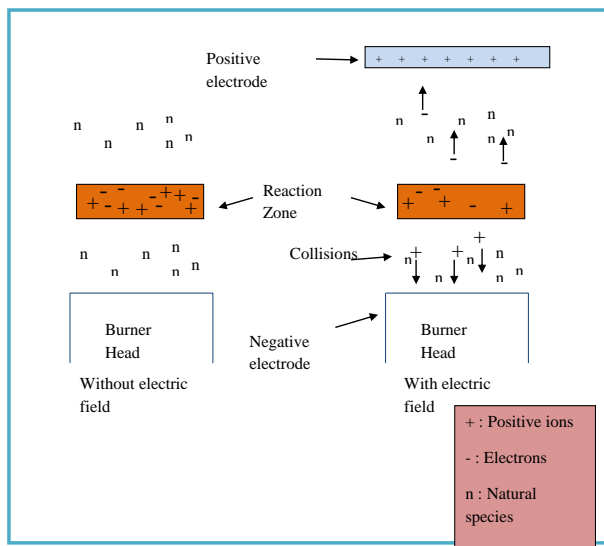 Positive
electrode
+ + + + + + +
n n n n n n
n n n n n
- - -
- - + + -
+ - + + - +
- -
+ + - +
Reaction
Zone
n n n n n
Collisions
+ + +
n n n n n n
Negative
electrode
Burner
Head
Burner
Head
Without electric
field
With electric
field
+ : Positive ions
- : Electrons
n : Natural
species